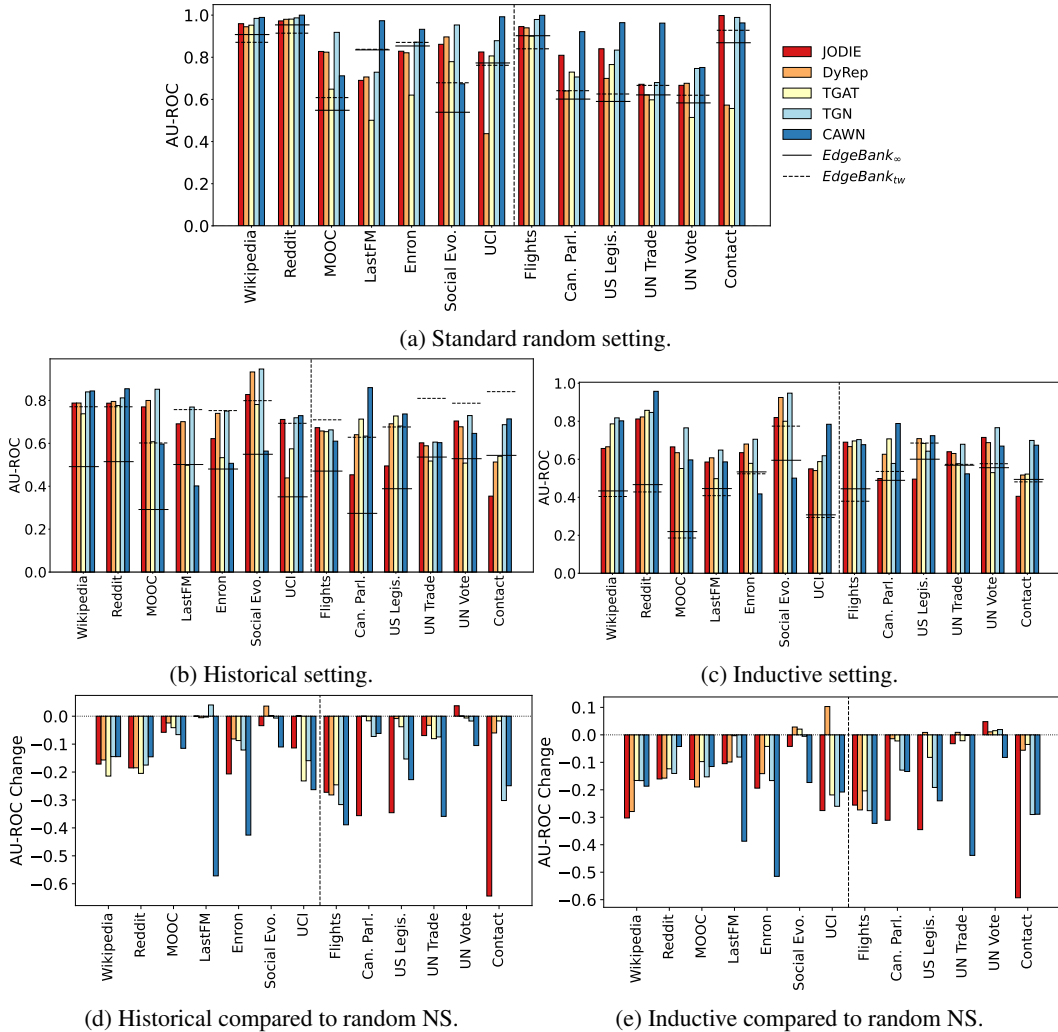 AU-ROC
1.0
0.8
0.6
0.4
0.2
0.0
Wikipedia
Reddit
MOOC
LastFM
Enron
Social Evo.
UCI
Flights
Can. Parl.
US Legis.
UN Trade
UN Vote
Contact
JODIE
DyRep
TGAT
TGN
CAWN
EdgeBank∞
EdgeBank_tw
(a) Standard random setting.
AU-ROC
0.8
0.6
0.4
0.2
0.0
Wikipedia
Reddit
MOOC
LastFM
Enron
Social Evo.
UCI
Flights
Can. Parl.
US Legis.
UN Trade
UN Vote
Contact
(b) Historical setting.
AU-ROC
1.0
0.8
0.6
0.4
0.2
0.0
Wikipedia
Reddit
MOOC
LastFM
Enron
Social Evo.
UCI
Flights
Can. Parl.
US Legis.
UN Trade
UN Vote
Contact
(c) Inductive setting.
AU-ROC Change
0.0
−0.1
−0.2
−0.3
−0.4
−0.5
−0.6
Wikipedia
Reddit
MOOC
LastFM
Enron
Social Evo.
UCI
Flights
Can. Parl.
US Legis.
UN Trade
UN Vote
Contact
(d) Historical compared to random NS.
AU-ROC Change
0.1
0.0
−0.1
−0.2
−0.3
−0.4
−0.5
−0.6
Wikipedia
Reddit
MOOC
LastFM
Enron
Social Evo.
UCI
Flights
Can. Parl.
US Legis.
UN Trade
UN Vote
Contact
(e) Inductive compared to random NS.